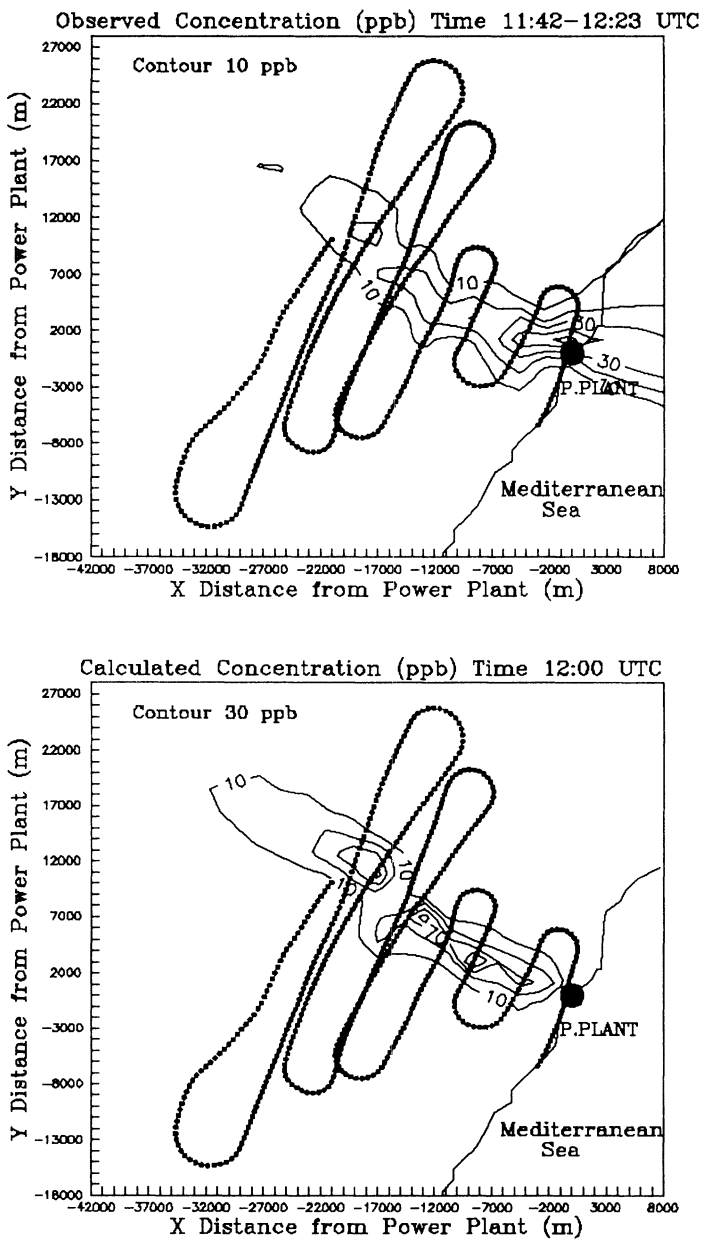 Observed Concentration (ppb) Time 11:42-12:23 UTC
Contour 10 ppb
27000
22000
17000
12000
7000
2000
-3000
-8000
-13000
-18000
Y Distance from Power Plant (m)
10
10
30
30
P.PLANT
Mediterranean
Sea
-42000 -37000 -32000 -27000 -22000 -17000 -12000 -7000 -2000 3000 8000
X Distance from Power Plant (m)
Calculated Concentration (ppb) Time 12:00 UTC
Contour 30 ppb
27000
22000
17000
12000
7000
2000
-3000
-8000
-13000
-18000
Y Distance from Power Plant (m)
10
10
10
70
10
P.PLANT
Mediterranean
Sea
-42000 -37000 -32000 -27000 -22000 -17000 -12000 -7000 -2000 3000 8000
X Distance from Power Plant (m)